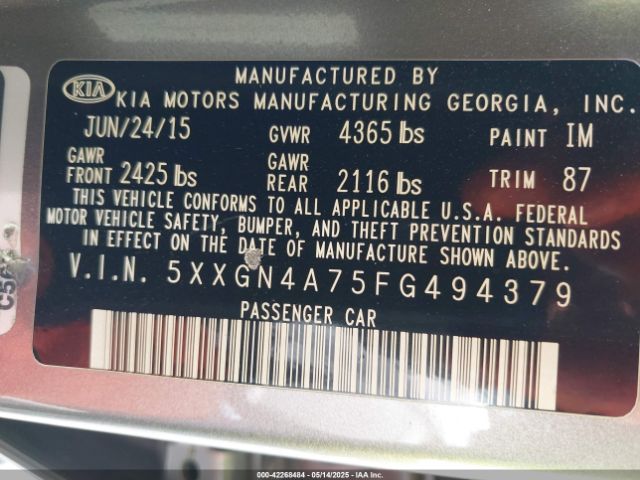 KIA
MANUFACTURED BY
KIA MOTORS MANUFACTURING GEORGIA, INC.
JUN/24/15 GVWR 4365 lbs PAINT IM
GAWR FRONT 2425 lbs GAWR REAR 2116 lbs TRIM 87
THIS VEHICLE CONFORMS TO ALL APPLICABLE U.S.A. FEDERAL
MOTOR VEHICLE SAFETY, BUMPER, AND THEFT PREVENTION STANDARDS
IN EFFECT ON THE DATE OF MANUFACTURE SHOWN ABOVE.
V.I.N. 5XXGN4A75FG494379
PASSENGER CAR
000-42268484 | 05/14/2025 | IAA Inc.